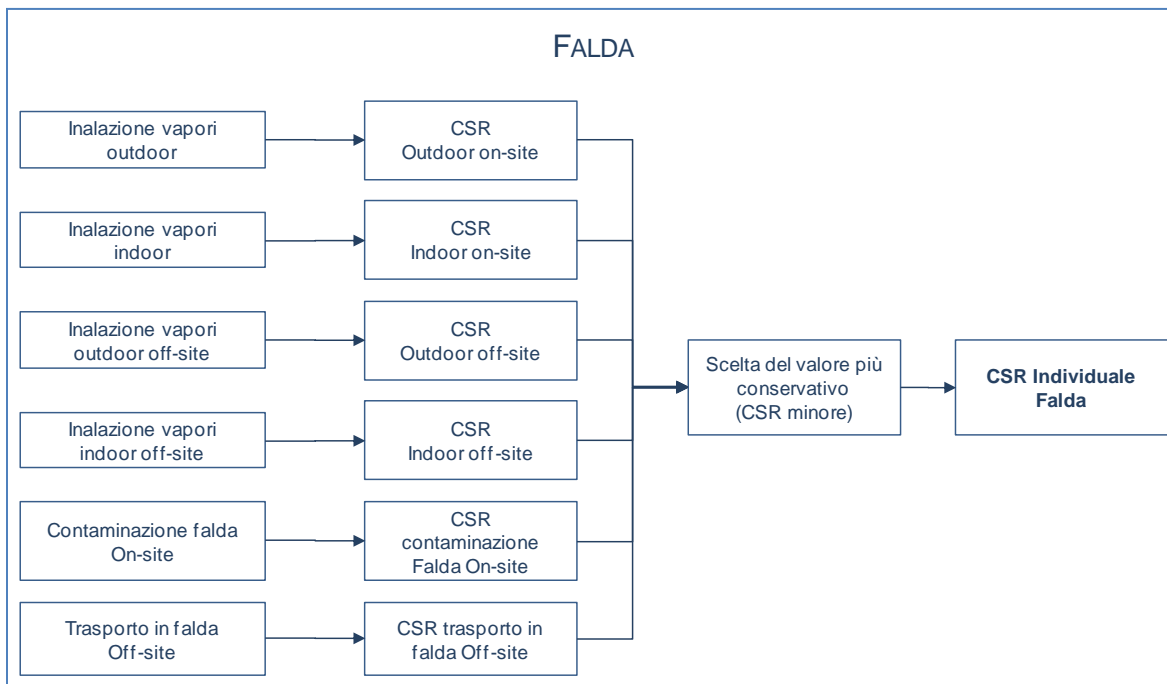 FALDA
Inalazione vapori
outdoor
CSR
Outdoor on-site
Inalazione vapori
indoor
CSR
Indoor on-site
Inalazione vapori
outdoor off-site
CSR
Outdoor off-site
Scelta del valore più
conservativo
(CSR minore)
CSR Individuale
Falda
Inalazione vapori
indoor off-site
CSR
Indoor off-site
Contaminazione falda
On-site
CSR
contaminazione
Falda On-site
Trasporto in falda
Off-site
CSR trasporto in
falda Off-site